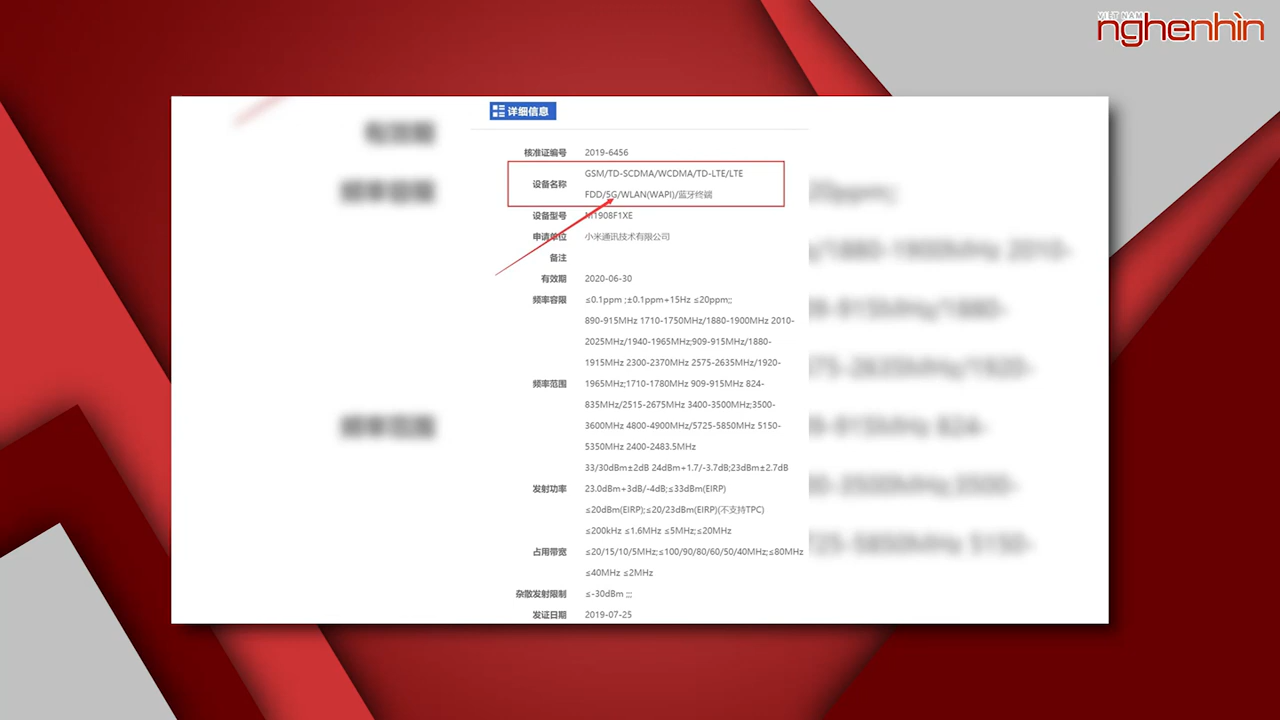 VIỆT NAM
nghenhìn
详细信息
核准证编号 2019-6456
设备名称 GSM/TD-SCDMA/WCDMA/TD-LTE/LTE
FDD/5G/WLAN(WAPI)/蓝牙终端
设备型号 M1908F1XE
申请单位 小米通讯技术有限公司
备注
有效期 2020-06-30
频率容限 ≤0.1ppm ;±0.1ppm+15Hz ≤20ppm;;
890-915MHz 1710-1750MHz/1880-1900MHz 2010-
2025MHz/1940-1965MHz;909-915MHz/1880-
1915MHz 2300-2370MHz 2575-2635MHz/1920-
频率范围 1965MHz;1710-1780MHz 909-915MHz 824-
835MHz/2515-2675MHz 3400-3500MHz;3500-
3600MHz 4800-4900MHz/5725-5850MHz 5150-
5350MHz 2400-2483.5MHz
33/30dBm±2dB 24dBm+1.7/-3.7dB;23dBm±2.7dB
发射功率 23.0dBm+3dB/-4dB;≤33dBm(EIRP)
≤20dBm(EIRP);≤20/23dBm(EIRP)(不支持TPC)
≤200kHz ≤1.6MHz ≤5MHz;≤20MHz
占用带宽 ≤20/15/10/5MHz;≤100/90/80/60/50/40MHz;≤80MHz
≤40MHz ≤2MHz
杂散发射限制 ≤-30dBm ;;;
发证日期 2019-07-25